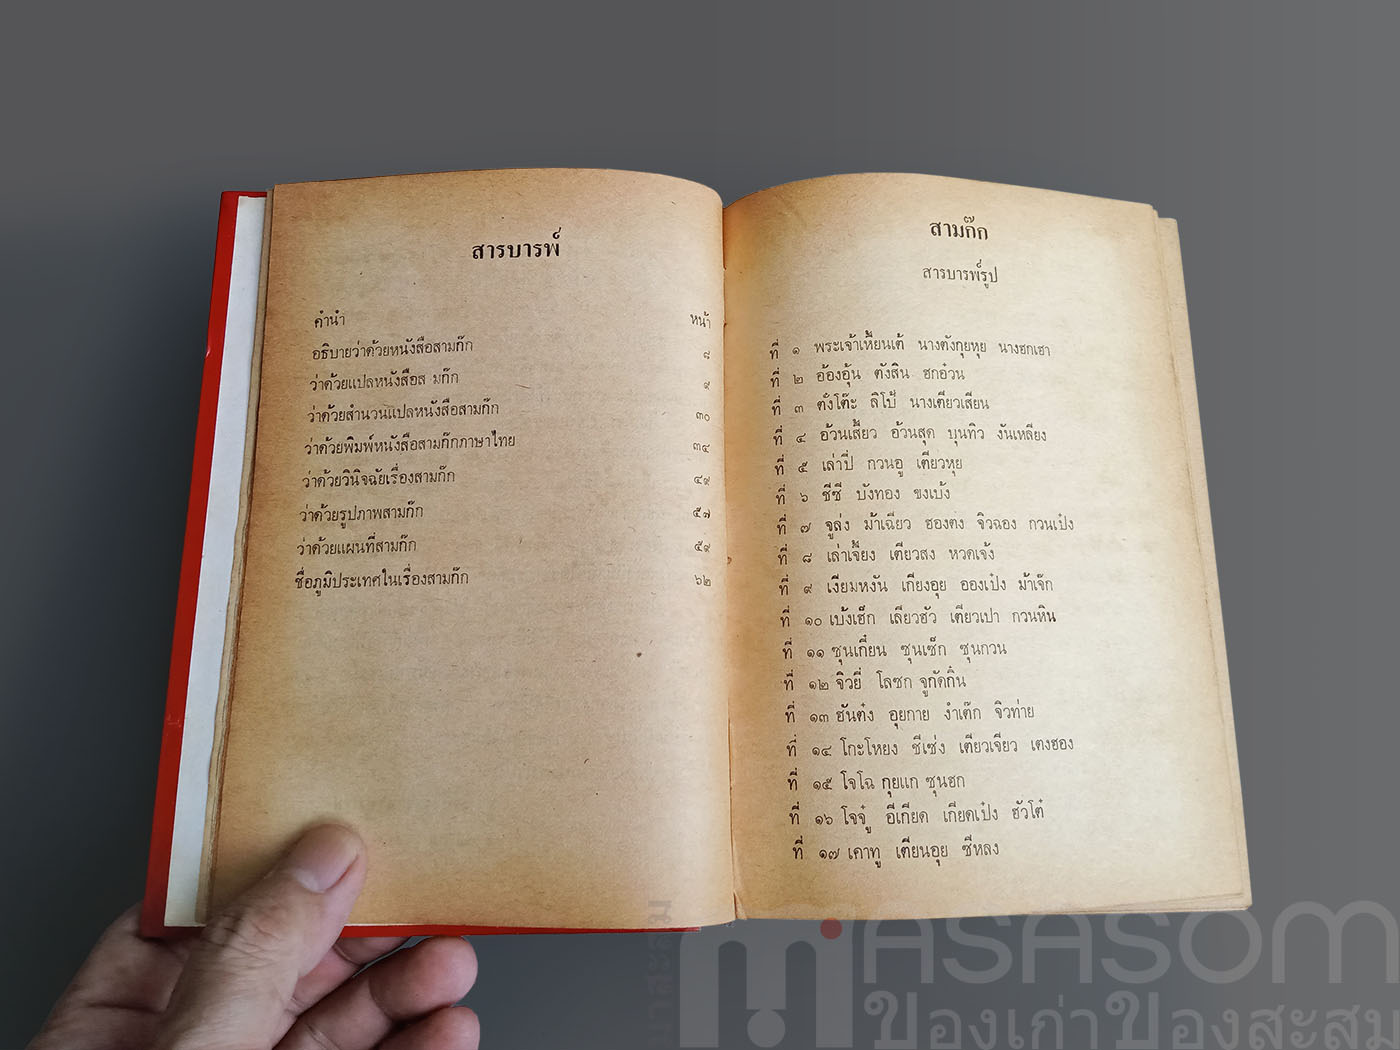 สารบารพ์
คำนำ หน้า
อธิบายว่าด้วยหนังสือสามก๊ก ๘
ว่าด้วยแปลหนังสือส มก๊ก ๙
ว่าด้วยสำนวนแปลหนังสือสามก๊ก ๓๐
ว่าด้วยพิมพ์หนังสือสามก๊กภาษาไทย ๓๔
ว่าด้วยวินิจฉัยเรื่องสามก๊ก ๔๙
ว่าด้วยรูปภาพสามก๊ก ๕๗
ว่าด้วยแผนที่สามก๊ก ๕๙
ชื่อภูมิประเทศในเรื่องสามก๊ก ๖๒
สามก๊ก
สารบารพ์รูป
ที่ ๑ พระเจ้าเหี้ยนเต้ นางตังกุยหุย นางฮกเฮา
ที่ ๒ อ้องอุ้น ตังสิน ฮกอ๋วน
ที่ ๓ ตั๋งโต๊ะ ลิโป้ นางเตียวเสียน
ที่ ๔ อ้วนเสี้ยว อ้วนสุด บุนทิว งันเหลียง
ที่ ๕ เล่าปี่ กวนอู เตียวหุย
ที่ ๖ ชีซี บังทอง ขงเบ้ง
ที่ ๗ จูล่ง ม้าเฉียว ฮองตง จิวฉอง กวนเป๋ง
ที่ ๘ เล่าเจี้ยง เตียวสง หวดเจ้ง
ที่ ๙ เงียมหงัน เกียงอุย อองเป๋ง ม้าเจ๊ก
ที่ ๑๐ เบ้งเฮ็ก เลียวฮัว เตียวเปา กวนหิน
ที่ ๑๑ ซุนเกี๋ยน ซุนเซ็ก ซุนกวน
ที่ ๑๒ จิวยี่ โลซก จูกัดกิ๋น
ที่ ๑๓ ฮันต๋ง อุยกาย งำเต๊ก จิวท่าย
ที่ ๑๔ โกะโหยง ชีเซ่ง เตียวเจียว เตงฮอง
ที่ ๑๕ โจโฉ กุยแก ซุนฮก
ที่ ๑๖ โจจู๋ อีเกียด เกียดเป๋ง ฮัวโต๋
ที่ ๑๗ เคาทู เตียนอุย ชีหลง
masasom
ของเก่าของสะสม
มาสะสม